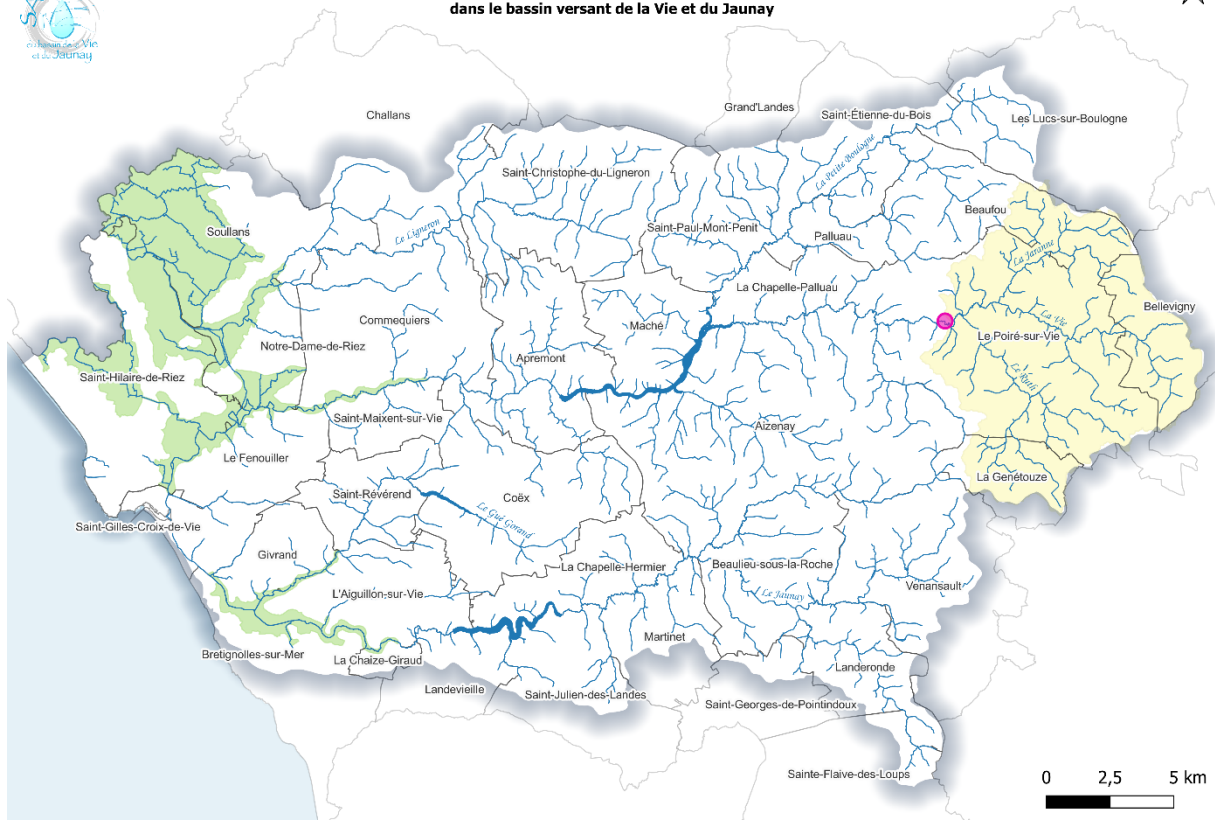 dans le bassin versant de la Vie et du Jaunay
et du Jaunay
Challans
Grand'Landes
Saint-Étienne-du-Bois
Les Lucs-sur-Boulogne
La Petite Boulogne
Saint-Christophe-du-Ligneron
Beaufou
Soullans
Le Ligneron
Saint-Paul-Mont-Penit
Palluau
La Jaranne
La Chapelle-Palluau
Bellevigny
Commequiers
Maché
La Vie
Le Poiré-sur-Vie
Notre-Dame-de-Riez
Apremont
Saint-Hilaire-de-Riez
Le Ruth
Saint-Maixent-sur-Vie
Aizenay
Le Fenouiller
La Genétouze
Saint-Révérend
Coëx
Le Gué Gorand
Saint-Gilles-Croix-de-Vie
Givrand
La Chapelle-Hermier
Beaulieu-sous-la-Roche
Venansault
L'Aiguillon-sur-Vie
Le Jaunay
Martinet
Bretignolles-sur-Mer
La Chaize-Giraud
Landeronde
Landevieille
Saint-Julien-des-Landes
Saint-Georges-de-Pointindoux
Sainte-Flaive-des-Loups
0 2,5 5 km